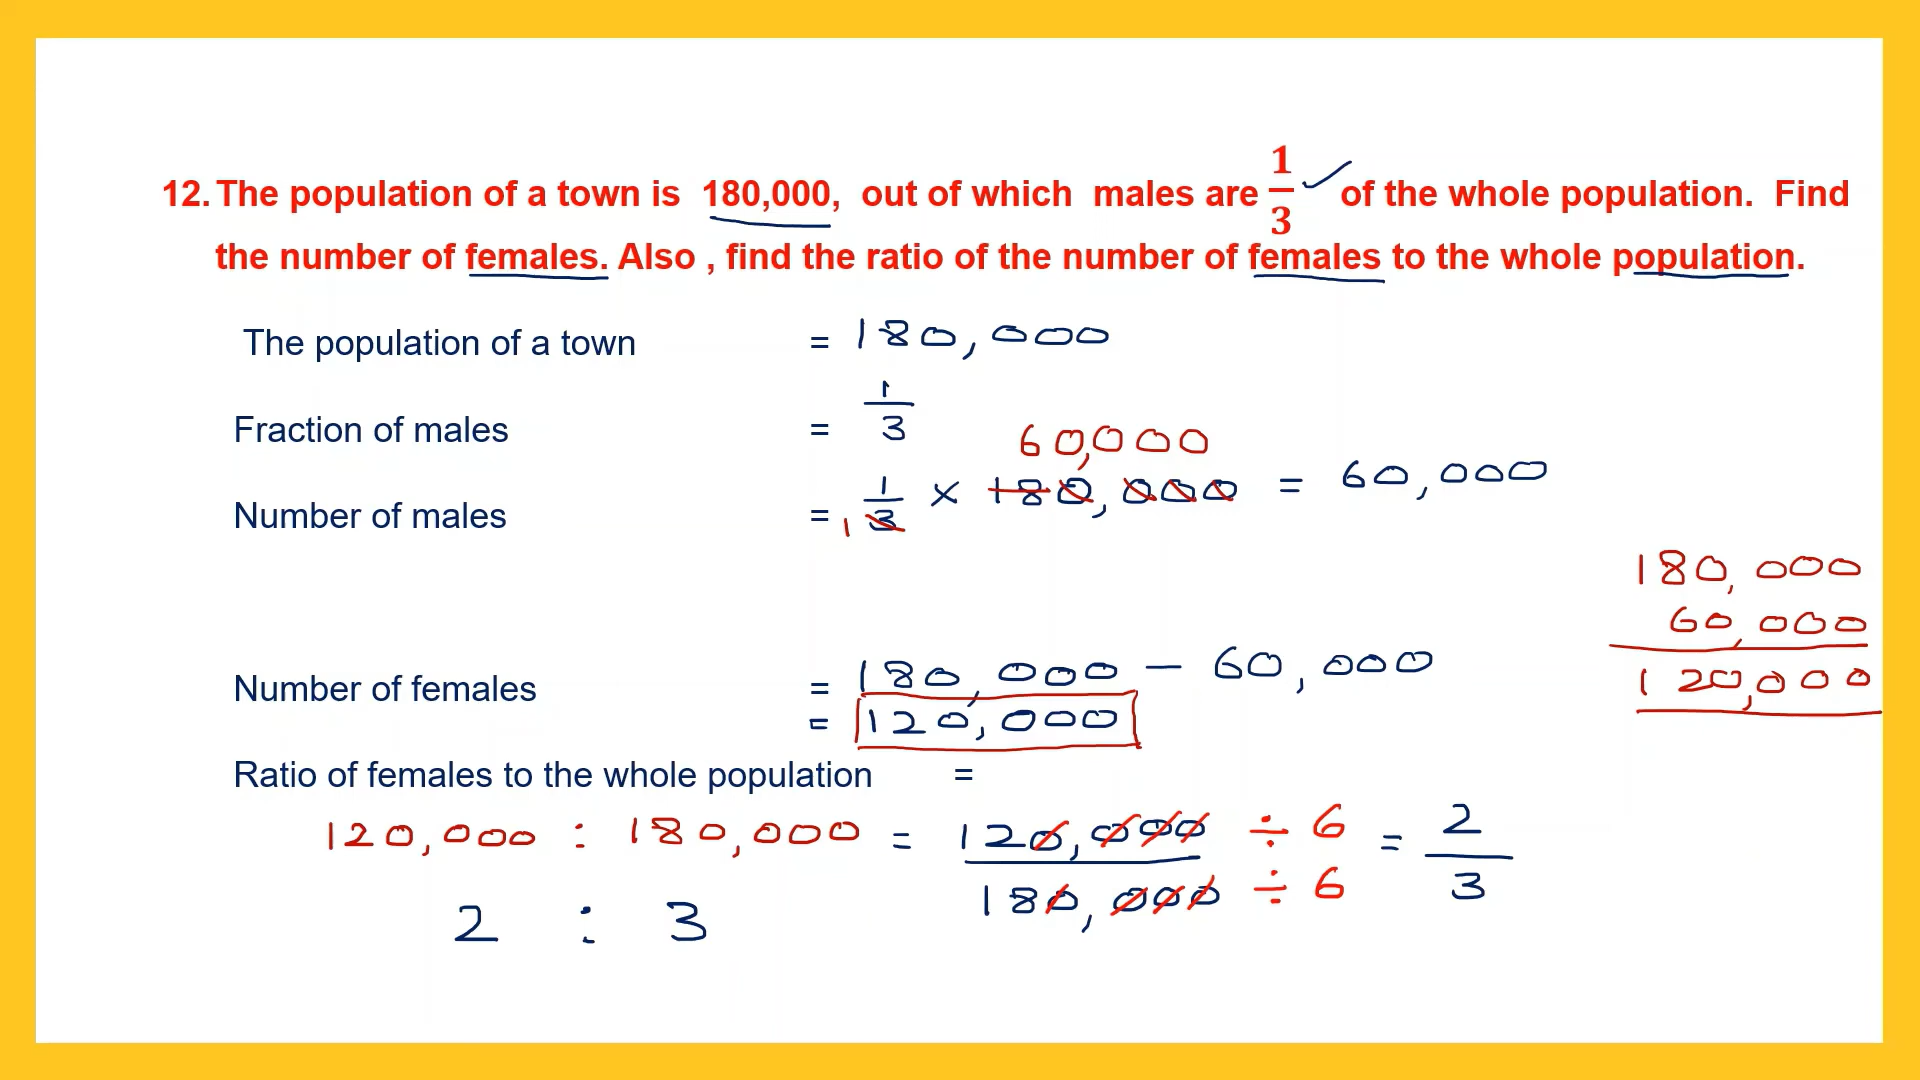 12. The population of a town is 180,000, out of which males are 1/3 of the whole population. Find
the number of females. Also , find the ratio of the number of females to the whole population.
The population of a town = 180,000
Fraction of males = 1/3
60,000
Number of males = 1/3 × 180,000 = 60,000
1
180,000
60,000
120,000
Number of females = 180,000 − 60,000
= 120,000
Ratio of females to the whole population =
120,000 : 180,000 = 120,000 ÷ 6 / 180,000 ÷ 6 = 2/3
2 : 3